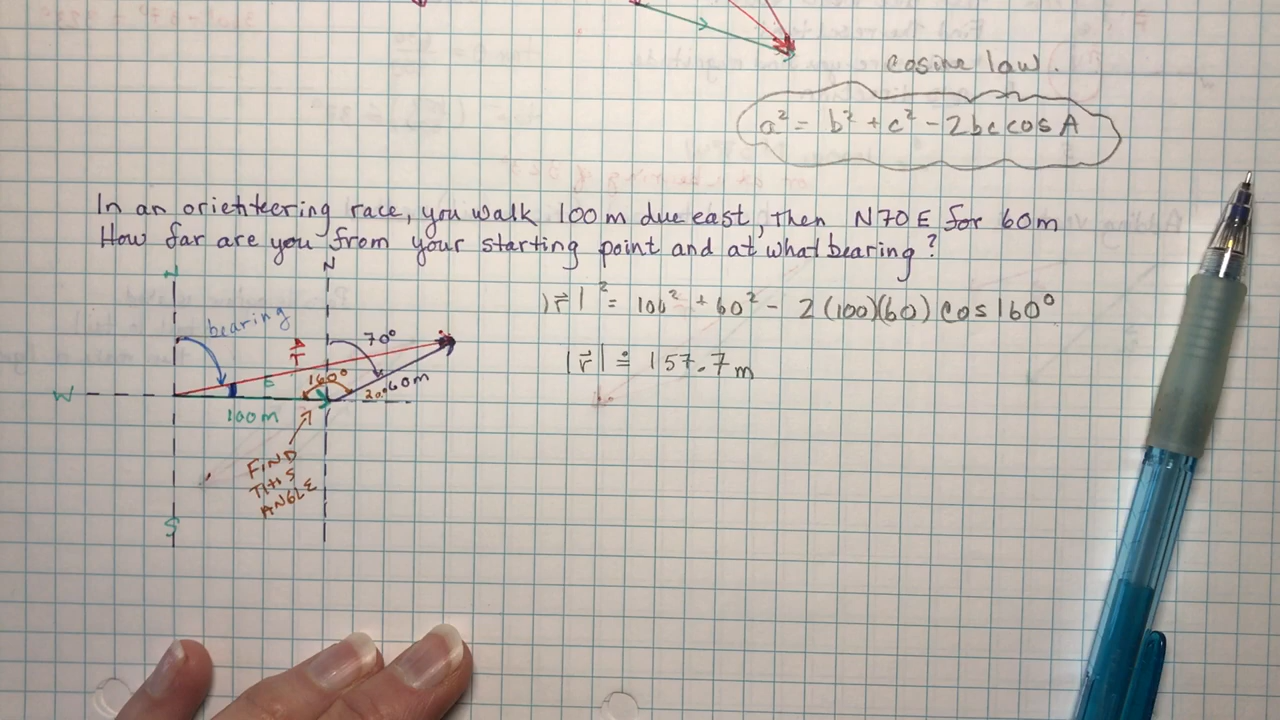 cosine law.
a² = b² + c² - 2bc cos A
In an orienteering race, you walk 100m due east, then N70E for 60m
How far are you from your starting point and at what bearing?
N
N
|r⃗|² = 100² + 60² - 2(100)(60) cos 160°
bearing
70°
r⃗
|r⃗| ≐ 157.7m
160°
20°
60m
W
100m
FIND
THIS
ANGLE
S